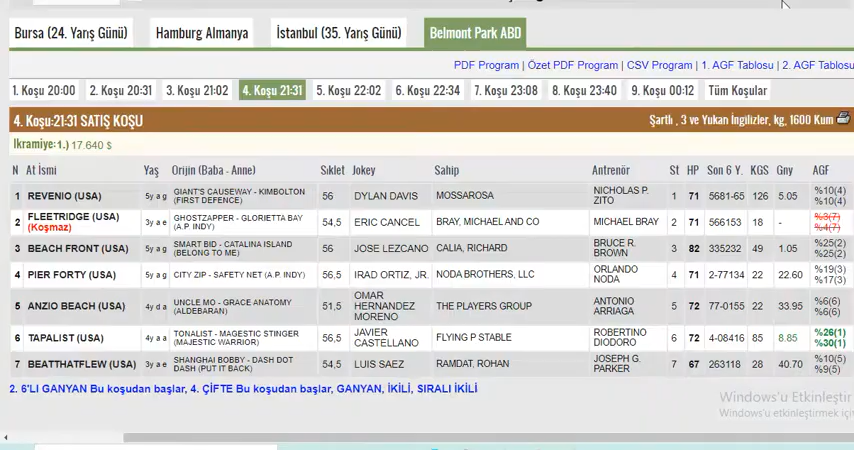 Bursa (24. Yarış Günü) Hamburg Almanya İstanbul (35. Yarış Günü) Belmont Park ABD
PDF Program | Özet PDF Program | CSV Program | 1. AGF Tablosu | 2. AGF Tablosu
1. Koşu 20:00 2. Koşu 20:31 3. Koşu 21:02 4. Koşu 21:31 5. Koşu 22:02 6. Koşu 22:34 7. Koşu 23:08 8. Koşu 23:40 9. Koşu 00:12 Tüm Koşular
4. Koşu:21:31 SATIŞ KOŞU Şartlı , 3 ve Yukarı İngilizler, kg, 1600 Kum
Ikramiye:1.) 17.640 $
N At İsmi Yaş Orijin (Baba - Anne) Sıklet Jokey Sahip Antrenör St HP Son 6 Y. KGS Gny AGF
1 REVENIO (USA) 5y a g GIANT'S CAUSEWAY - KIMBOLTON (FIRST DEFENCE) 56 DYLAN DAVIS MOSSAROSA NICHOLAS P. ZITO 1 71 5681-65 126 5.05 %10(4) %10(4)
2 FLEETRIDGE (USA) (Koşmaz) 3y a e GHOSTZAPPER - GLORIETTA BAY (A.P. INDY) 54,5 ERIC CANCEL BRAY, MICHAEL AND CO MICHAEL BRAY 2 71 566153 18 - %3(7) %4(7)
3 BEACH FRONT (USA) 5y a g SMART BID - CATALINA ISLAND (BELONG TO ME) 56 JOSE LEZCANO CALIA, RICHARD BRUCE R. BROWN 3 82 335232 49 1.05 %25(2) %25(2)
4 PIER FORTY (USA) 5y a g CITY ZIP - SAFETY NET (A.P. INDY) 56,5 IRAD ORTIZ, JR. NODA BROTHERS, LLC ORLANDO NODA 4 71 2-77134 22 22.60 %19(3) %17(3)
5 ANZIO BEACH (USA) 4y d a UNCLE MO - GRACE ANATOMY (ALDEBARAN) 51,5 OMAR HERNANDEZ MORENO THE PLAYERS GROUP ANTONIO ARRIAGA 5 72 77-0155 22 33.95 %6(6) %6(6)
6 TAPALIST (USA) 4y a a TONALIST - MAGESTIC STINGER (MAJESTIC WARRIOR) 56,5 JAVIER CASTELLANO FLYING P STABLE ROBERTINO DIODORO 6 72 4-08416 85 8.85 %26(1) %30(1)
7 BEATTHATFLEW (USA) 3y a e SHANGHAI BOBBY - DASH DOT DASH (PUT IT BACK) 54,5 LUIS SAEZ RAMDAT, ROHAN JOSEPH G. PARKER 7 67 263118 28 40.70 %10(5) %9(5)
2. 6'LI GANYAN Bu koşudan başlar, 4. ÇİFTE Bu koşudan başlar, GANYAN, İKİLİ, SIRALI İKİLİ
Windows'u Etkinleştir
Windows'u etkinleştirmek için